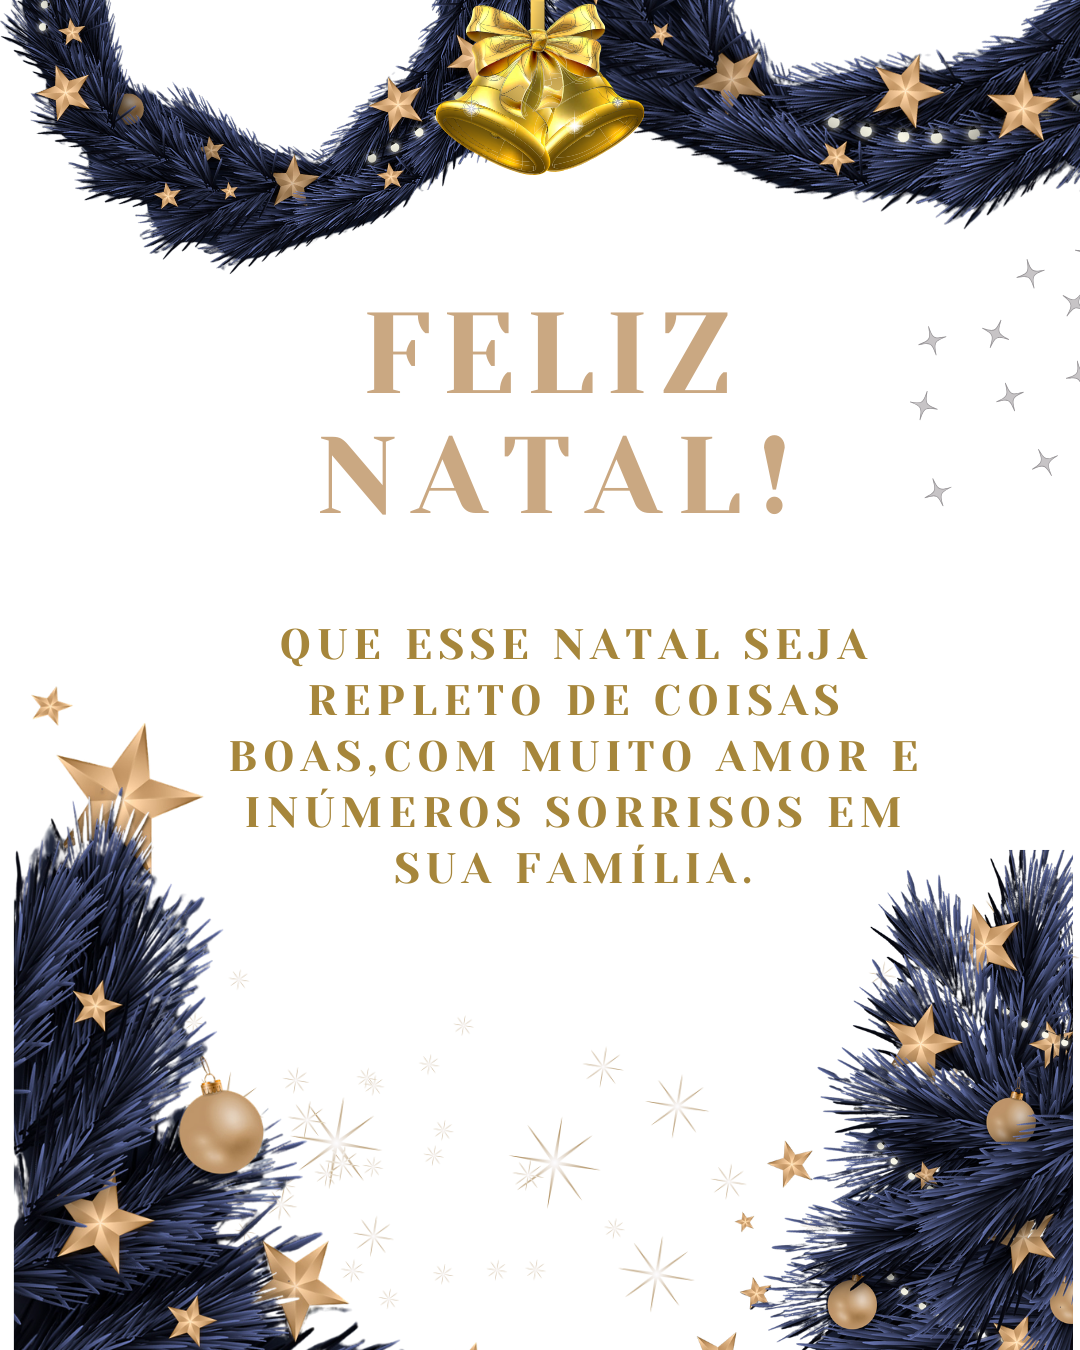 FELIZ
NATAL!
QUE ESSE NATAL SEJA
REPLETO DE COISAS
BOAS,COM MUITO AMOR E
INÚMEROS SORRISOS EM
SUA FAMÍLIA.